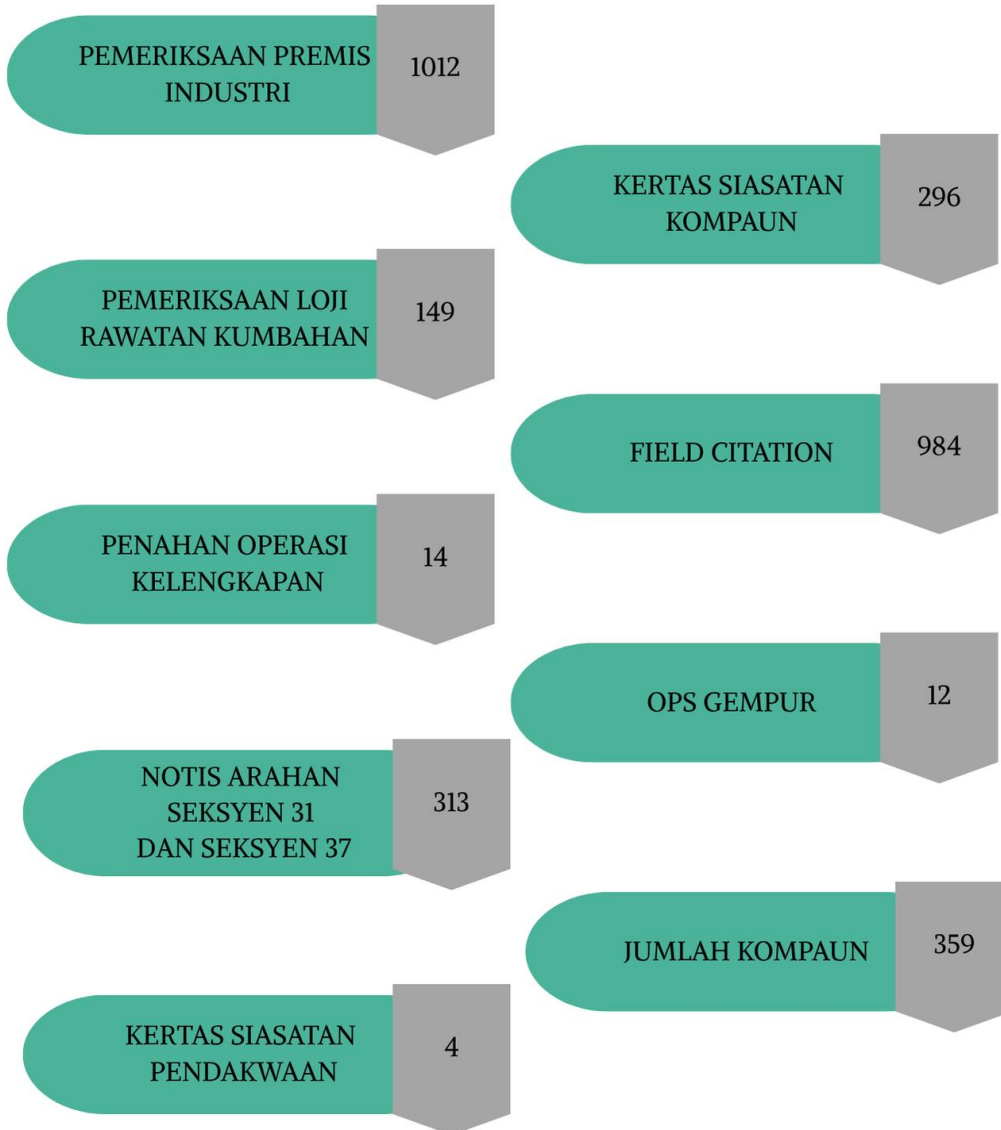 PEMERIKSAAN PREMIS
INDUSTRI
1012
KERTAS SIASATAN
KOMPAUN
296
PEMERIKSAAN LOJI
RAWATAN KUMBAHAN
149
FIELD CITATION
984
PENAHAN OPERASI
KELENGKAPAN
14
OPS GEMPUR
12
NOTIS ARAHAN
SEKSYEN 31
DAN SEKSYEN 37
313
JUMLAH KOMPAUN
359
KERTAS SIASATAN
PENDAKWAAN
4